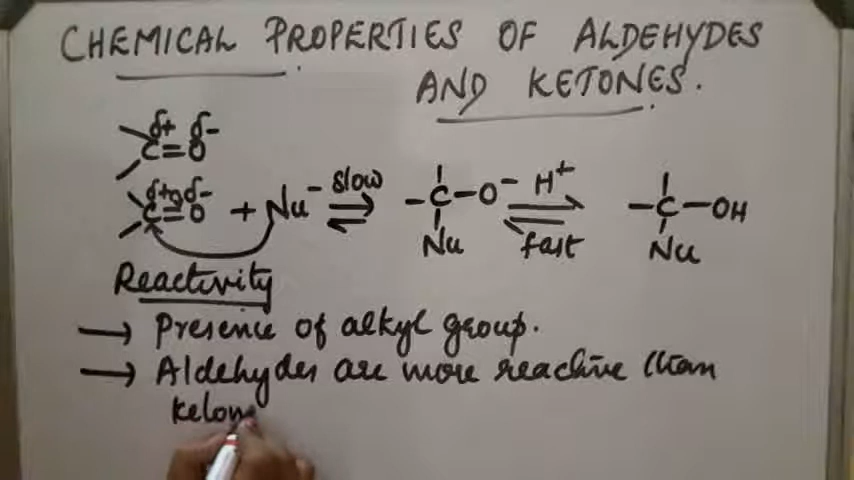 CHEMICAL PROPERTIES OF ALDEHYDES
AND KETONES.
δ+ δ-
C=O
δ+ δ-
C=O + Nu⁻ slow ⇌ -C-O⁻ H⁺ ⇌ fast -C-OH
Nu Nu
Reactivity
→ Presence of alkyl group.
→ Aldehydes are more reactive than
ketone